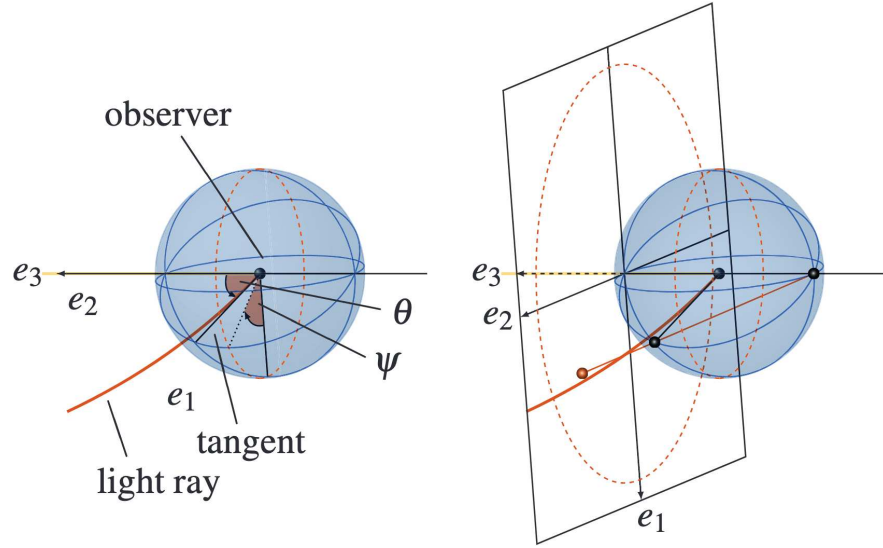 observer
e3
e2
θ
ψ
e1
tangent
light ray
e3
e2
e1